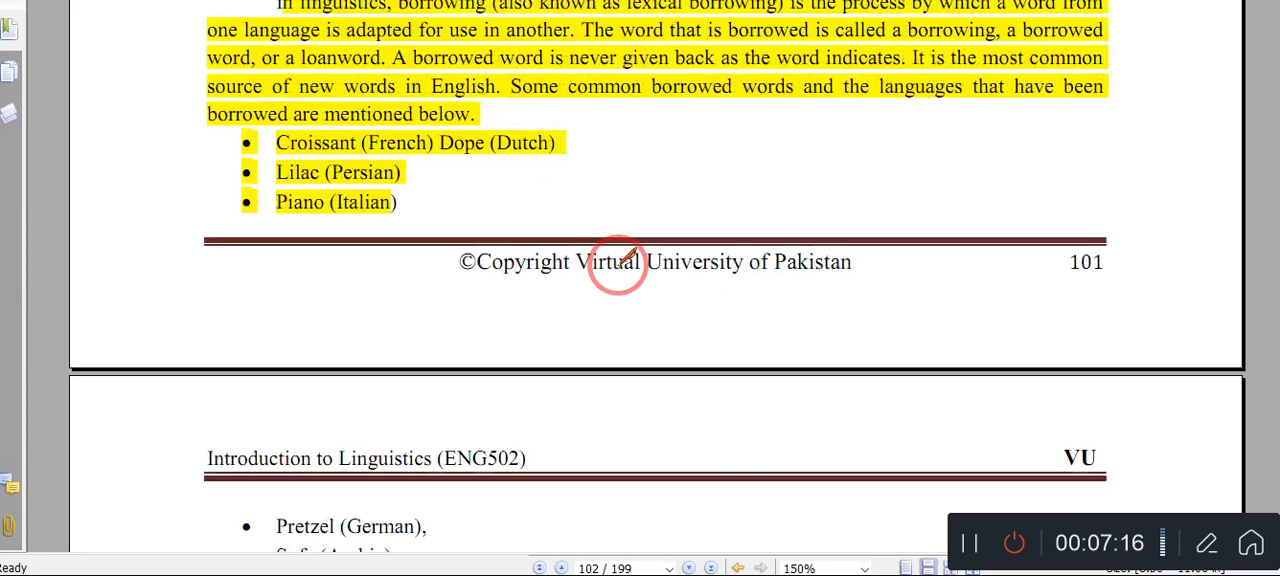 In linguistics, borrowing (also known as lexical borrowing) is the process by which a word from
one language is adapted for use in another. The word that is borrowed is called a borrowing, a borrowed
word, or a loanword. A borrowed word is never given back as the word indicates. It is the most common
source of new words in English. Some common borrowed words and the languages that have been
borrowed are mentioned below.
• Croissant (French) Dope (Dutch)
• Lilac (Persian)
• Piano (Italian)
©Copyright Virtual University of Pakistan 101
Introduction to Linguistics (ENG502) VU
• Pretzel (German),
00:07:16
102 / 199 150%